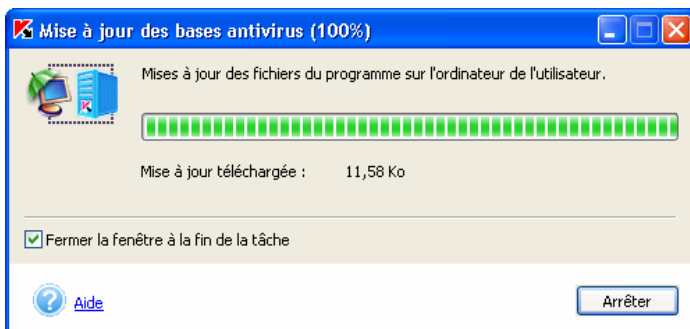 Mise à jour des bases antivirus (100%)
Mises à jour des fichiers du programme sur l'ordinateur de l'utilisateur.
Mise à jour téléchargée : 11,58 Ko
Fermer la fenêtre à la fin de la tâche
Aide
Arrêter